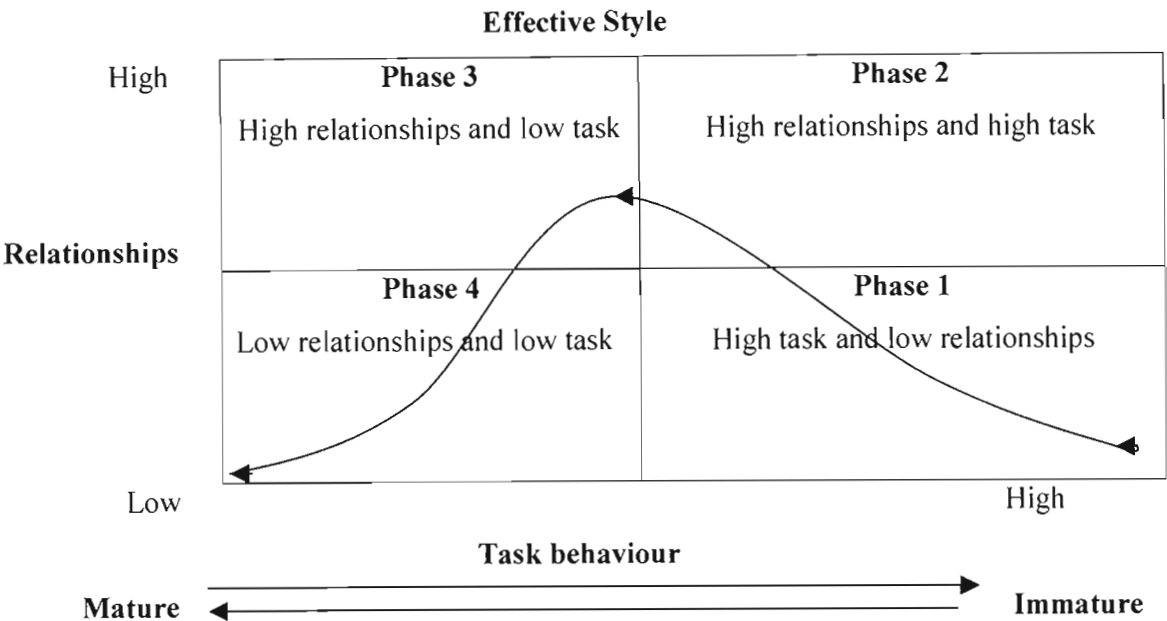 Effective Style
High
Phase 3
Phase 2
High relationships and low task
High relationships and high task
Relationships
Phase 4
Phase 1
Low relationships and low task
High task and low relationships
Low
High
Task behaviour
Mature
Immature